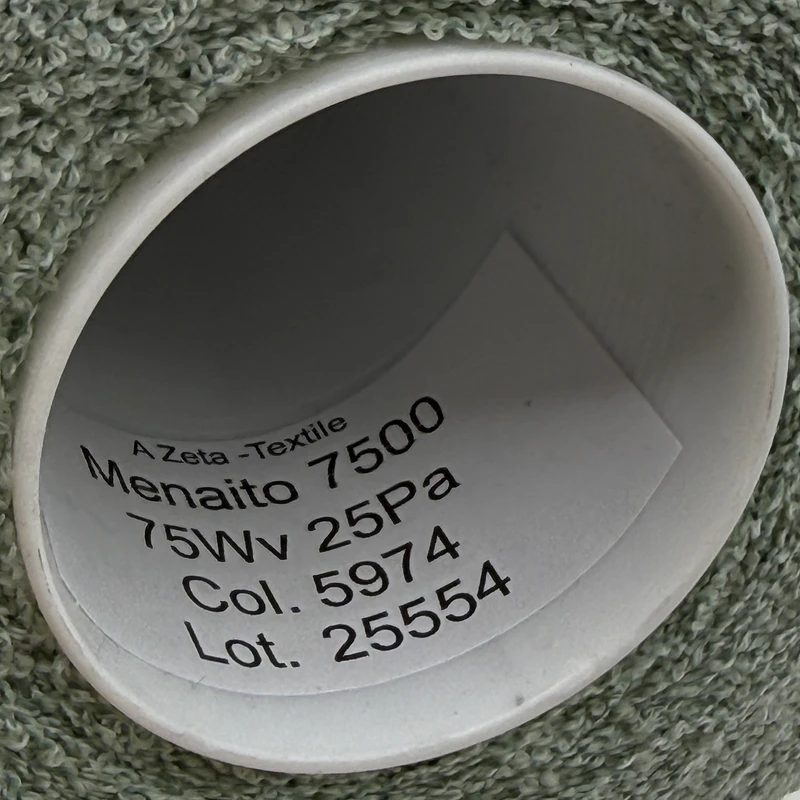 A Zeta -Textile
Menaito 7500
75Wv 25Pa
Col. 5974
Lot. 25554